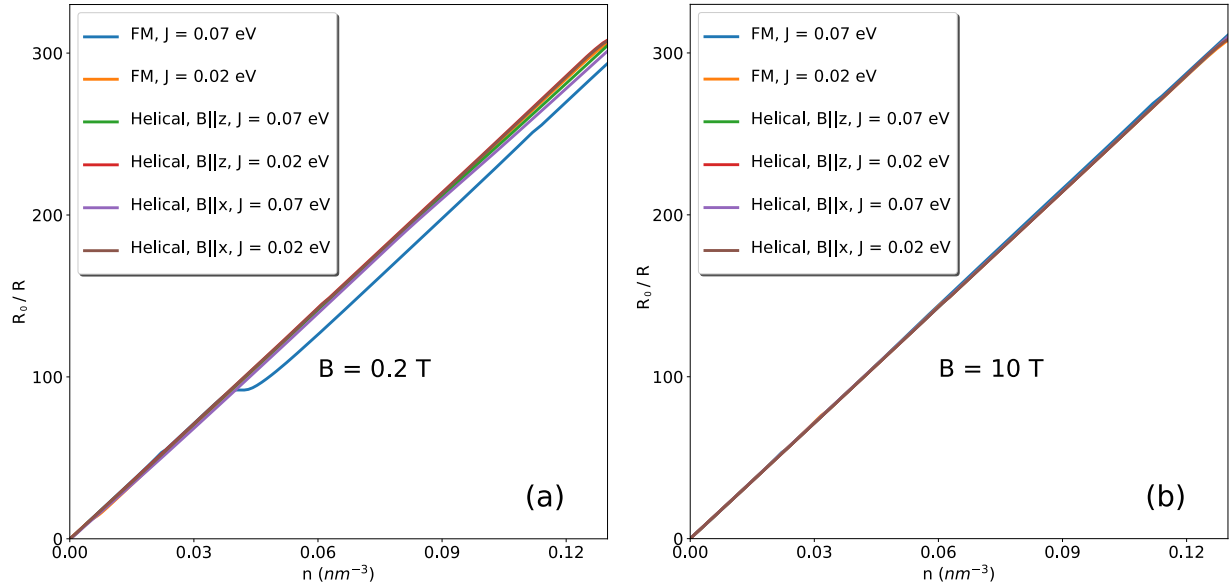 FM, J = 0.07 eV
FM, J = 0.02 eV
Helical, B||z, J = 0.07 eV
Helical, B||z, J = 0.02 eV
Helical, B||x, J = 0.07 eV
Helical, B||x, J = 0.02 eV
300
200
100
0
R₀ / R
B = 0.2 T
(a)
0.00 0.03 0.06 0.09 0.12
n (nm⁻³)
FM, J = 0.07 eV
FM, J = 0.02 eV
Helical, B||z, J = 0.07 eV
Helical, B||z, J = 0.02 eV
Helical, B||x, J = 0.07 eV
Helical, B||x, J = 0.02 eV
300
200
100
0
R₀ / R
B = 10 T
(b)
0.00 0.03 0.06 0.09 0.12
n (nm⁻³)